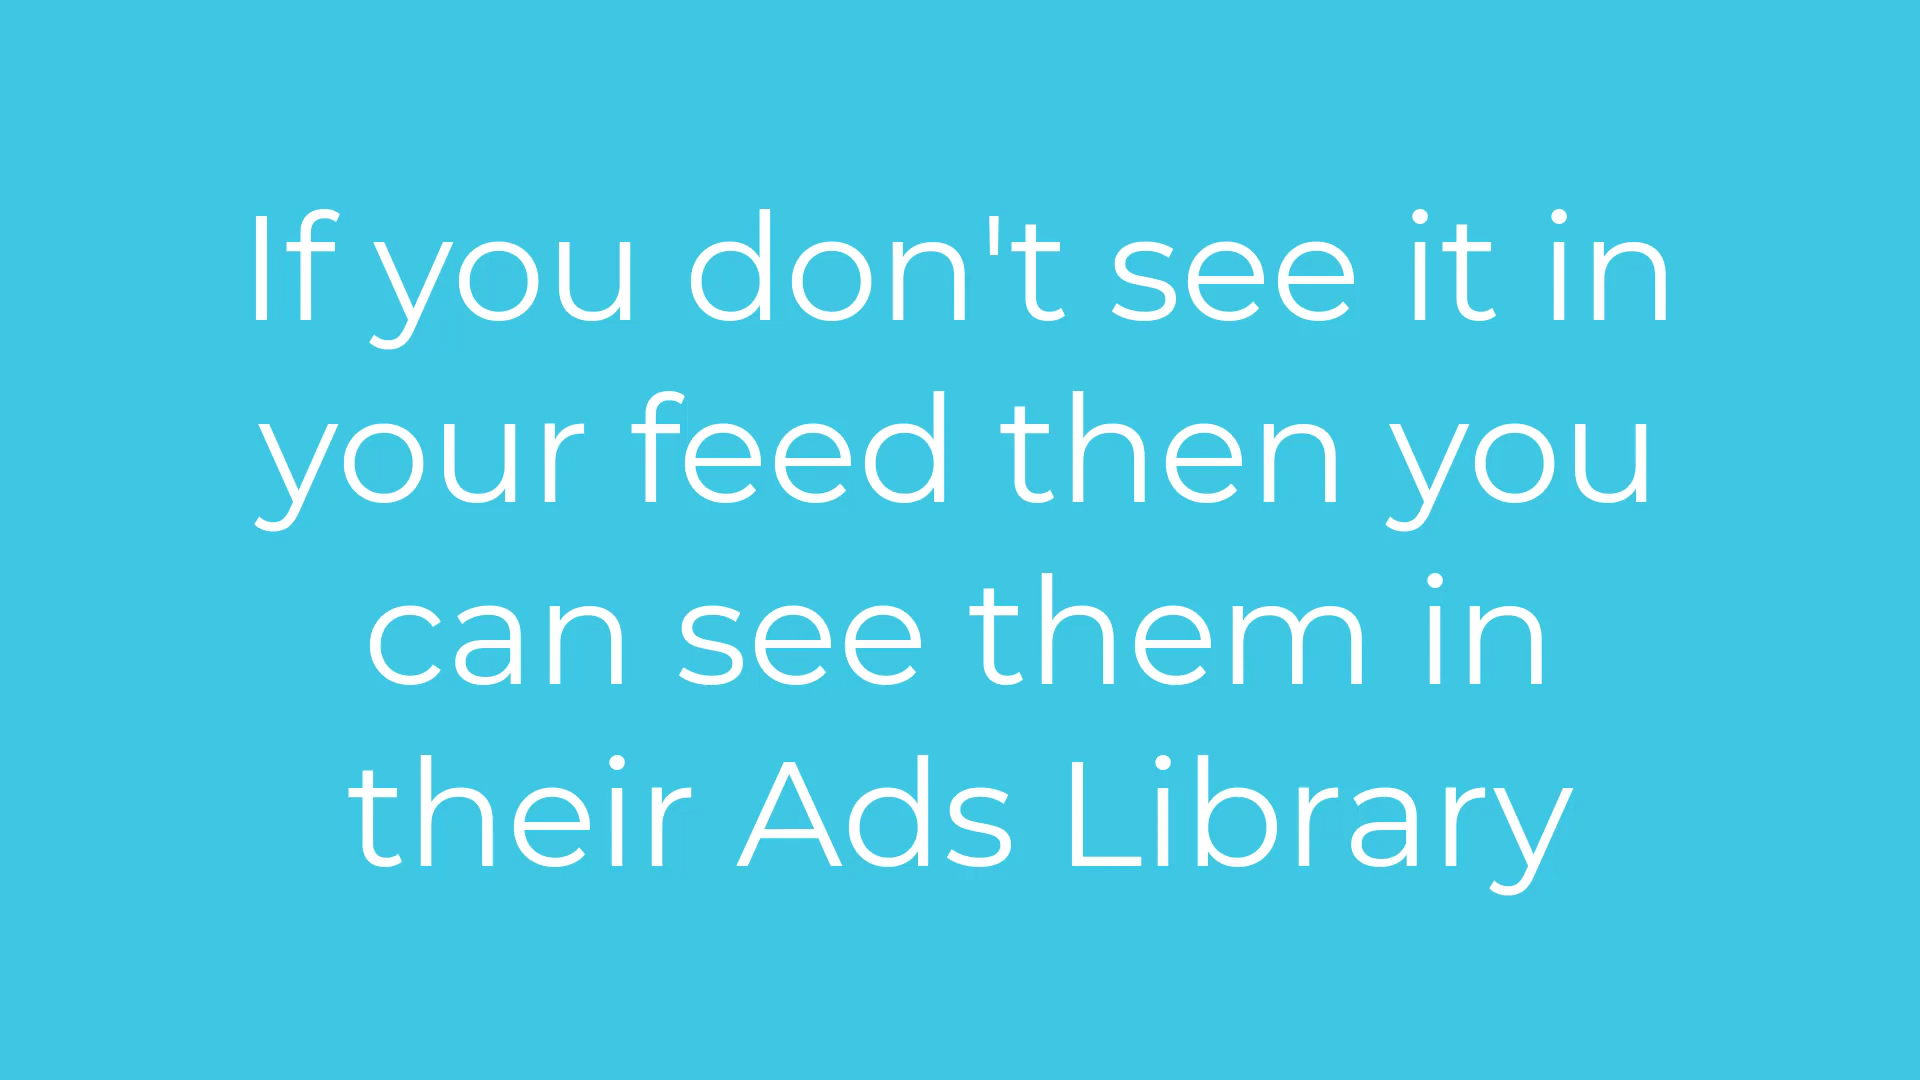 If you don't see it in
your feed then you
can see them in
their Ads Library